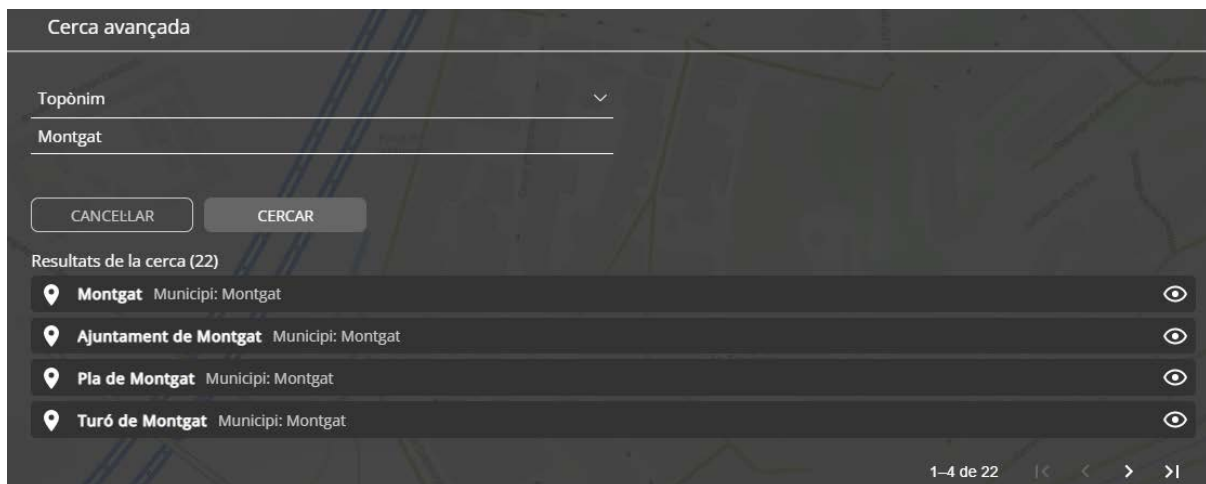 Cerca avançada
Topònim
Montgat
CANCEL·LAR CERCAR
Resultats de la cerca (22)
Montgat Municipi: Montgat
Ajuntament de Montgat Municipi: Montgat
Pla de Montgat Municipi: Montgat
Turó de Montgat Municipi: Montgat
1–4 de 22